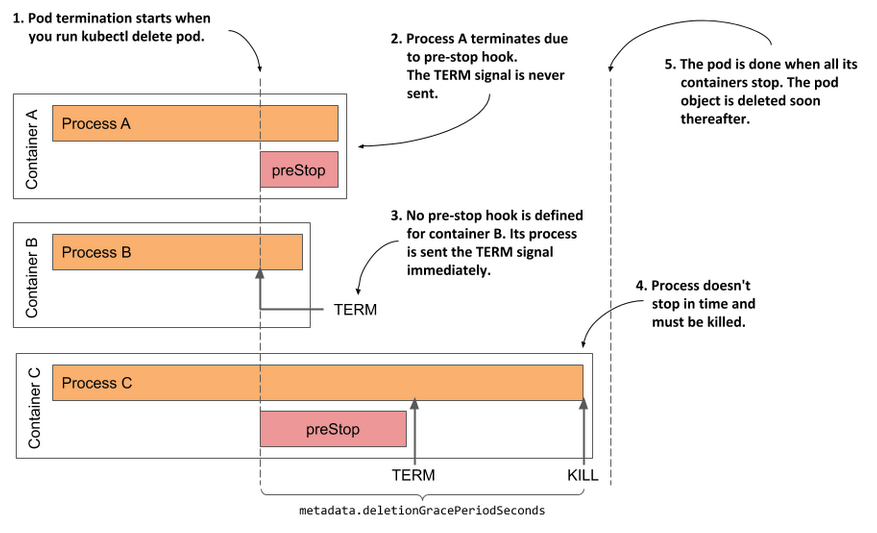 1. Pod termination starts when
you run kubectl delete pod.
2. Process A terminates due
to pre-stop hook.
The TERM signal is never
sent.
5. The pod is done when all its
containers stop. The pod
object is deleted soon
thereafter.
Container A
Process A
preStop
3. No pre-stop hook is defined
for container B. Its process
is sent the TERM signal
immediately.
Container B
Process B
TERM
4. Process doesn't
stop in time and
must be killed.
Container C
Process C
preStop
TERM
KILL
metadata.deletionGracePeriodSeconds